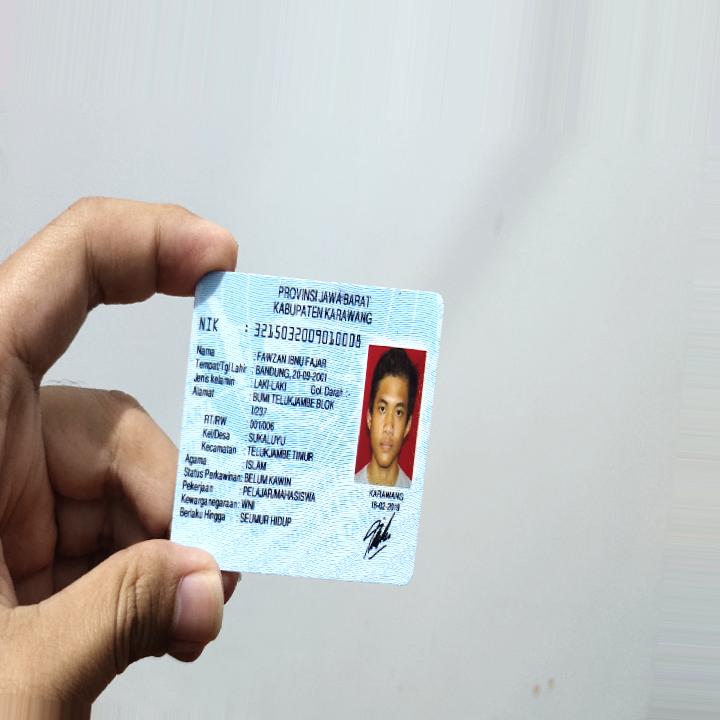 PROVINSI JAWA BARAT
KABUPATEN KARAWANG
NIK : 3215032009010008
Nama : FAWZAN IBNU FAJAR
Tempat/Tgl Lahir : BANDUNG, 20-09-2001
Jenis kelamin : LAKI-LAKI Gol. Darah : -
Alamat : BUMI TELUKJAMBE BLOK
I/237
RT/RW : 001/006
Kel/Desa : SUKALUYU
Kecamatan : TELUKJAMBE TIMUR
Agama : ISLAM
Status Perkawinan: BELUM KAWIN
Pekerjaan : PELAJAR/MAHASISWA
Kewarganegaraan: WNI
Berlaku Hingga : SEUMUR HIDUP
KARAWANG
18-02-2019